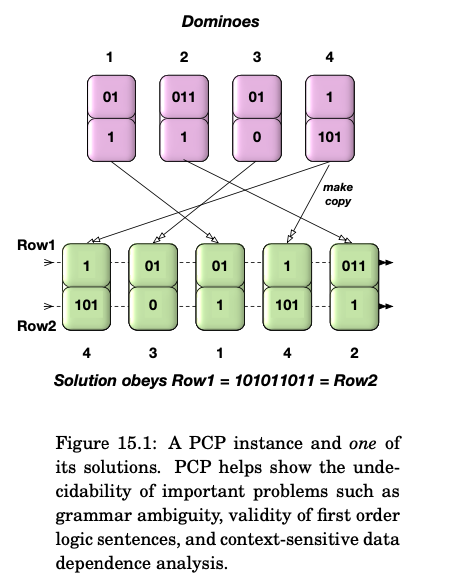 Dominoes
1 2 3 4
01 011 01 1
1 1 0 101
make
copy
Row1
1 01 01 1 011
101 0 1 101 1
Row2
4 3 1 4 2
Solution obeys Row1 = 101011011 = Row2
Figure 15.1: A PCP instance and one of
its solutions. PCP helps show the unde-
cidability of important problems such as
grammar ambiguity, validity of first order
logic sentences, and context-sensitive data
dependence analysis.